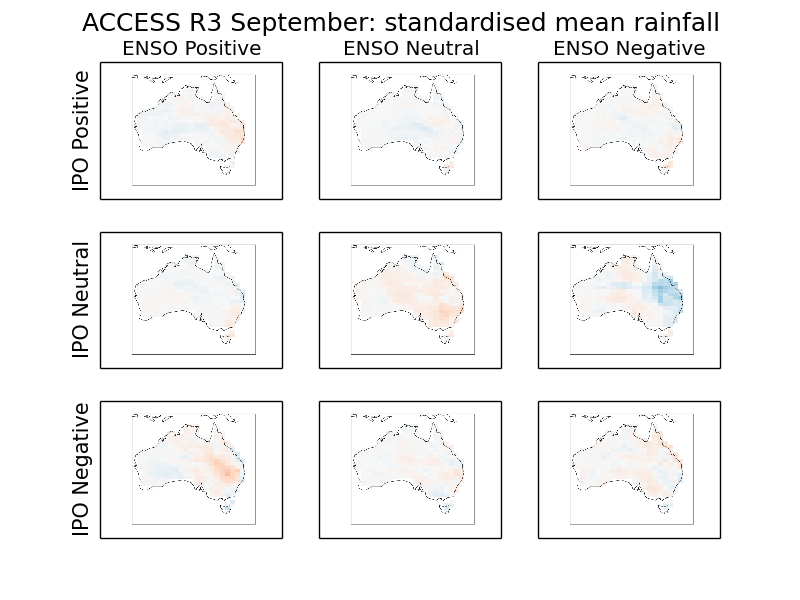 ACCESS R3 September: standardised mean rainfall
ENSO Positive
ENSO Neutral
ENSO Negative
IPO Positive
IPO Neutral
IPO Negative